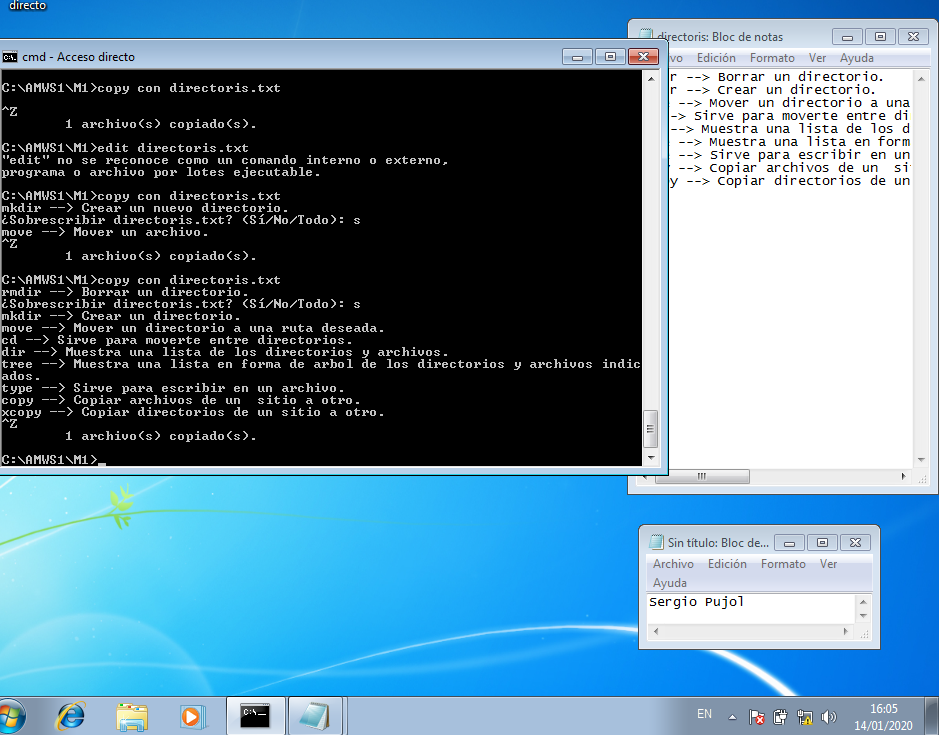 directo
cmd - Acceso directo
C:\AMWS1\M1>copy con directoris.txt
^Z
1 archivo(s) copiado(s).
C:\AMWS1\M1>edit directoris.txt
"edit" no se reconoce como un comando interno o externo,
programa o archivo por lotes ejecutable.
C:\AMWS1\M1>copy con directoris.txt
mkdir --> Crear un nuevo directorio.
¿Sobrescribir directoris.txt? (Sí/No/Todo): s
move --> Mover un archivo.
^Z
1 archivo(s) copiado(s).
C:\AMWS1\M1>copy con directoris.txt
rmdir --> Borrar un directorio.
¿Sobrescribir directoris.txt? (Sí/No/Todo): s
mkdir --> Crear un directorio.
move --> Mover un directorio a una ruta deseada.
cd --> Sirve para moverte entre directorios.
dir --> Muestra una lista de los directorios y archivos.
tree --> Muestra una lista en forma de arbol de los directorios y archivos indic
ados.
type --> Sirve para escribir en un archivo.
copy --> Copiar archivos de un  sitio a otro.
xcopy --> Copiar directorios de un sitio a otro.
^Z
1 archivo(s) copiado(s).
C:\AMWS1\M1>_
directoris: Bloc de notas
vo Edición Formato Ver Ayuda
r --> Borrar un directorio.
r --> Crear un directorio.
--> Mover un directorio a una
-> Sirve para moverte entre di
--> Muestra una lista de los d
--> Muestra una lista en form
--> Sirve para escribir en un
--> Copiar archivos de un  si
y --> Copiar directorios de un
Sin título: Bloc de...
Archivo Edición Formato Ver
Ayuda
Sergio Pujol
C:\_
EN
16:05
14/01/2020